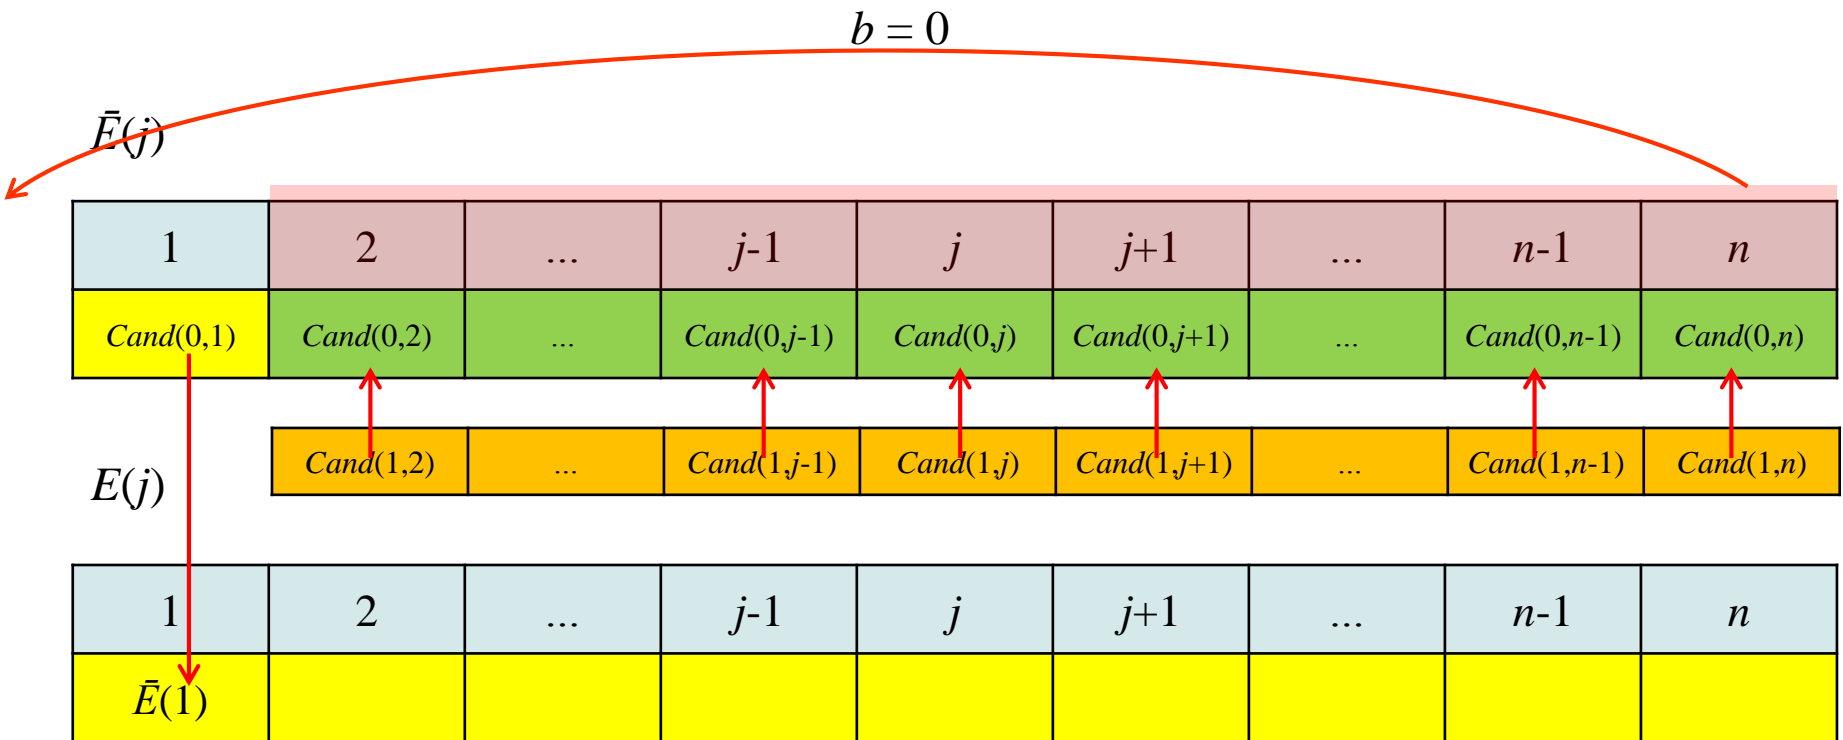 b = 0
Ē(j)
1 2 ... j-1 j j+1 ... n-1 n
Cand(0,1) Cand(0,2) ... Cand(0,j-1) Cand(0,j) Cand(0,j+1) ... Cand(0,n-1) Cand(0,n)
Cand(1,2) ... Cand(1,j-1) Cand(1,j) Cand(1,j+1) ... Cand(1,n-1) Cand(1,n)
E(j)
1 2 ... j-1 j j+1 ... n-1 n
Ē(1)